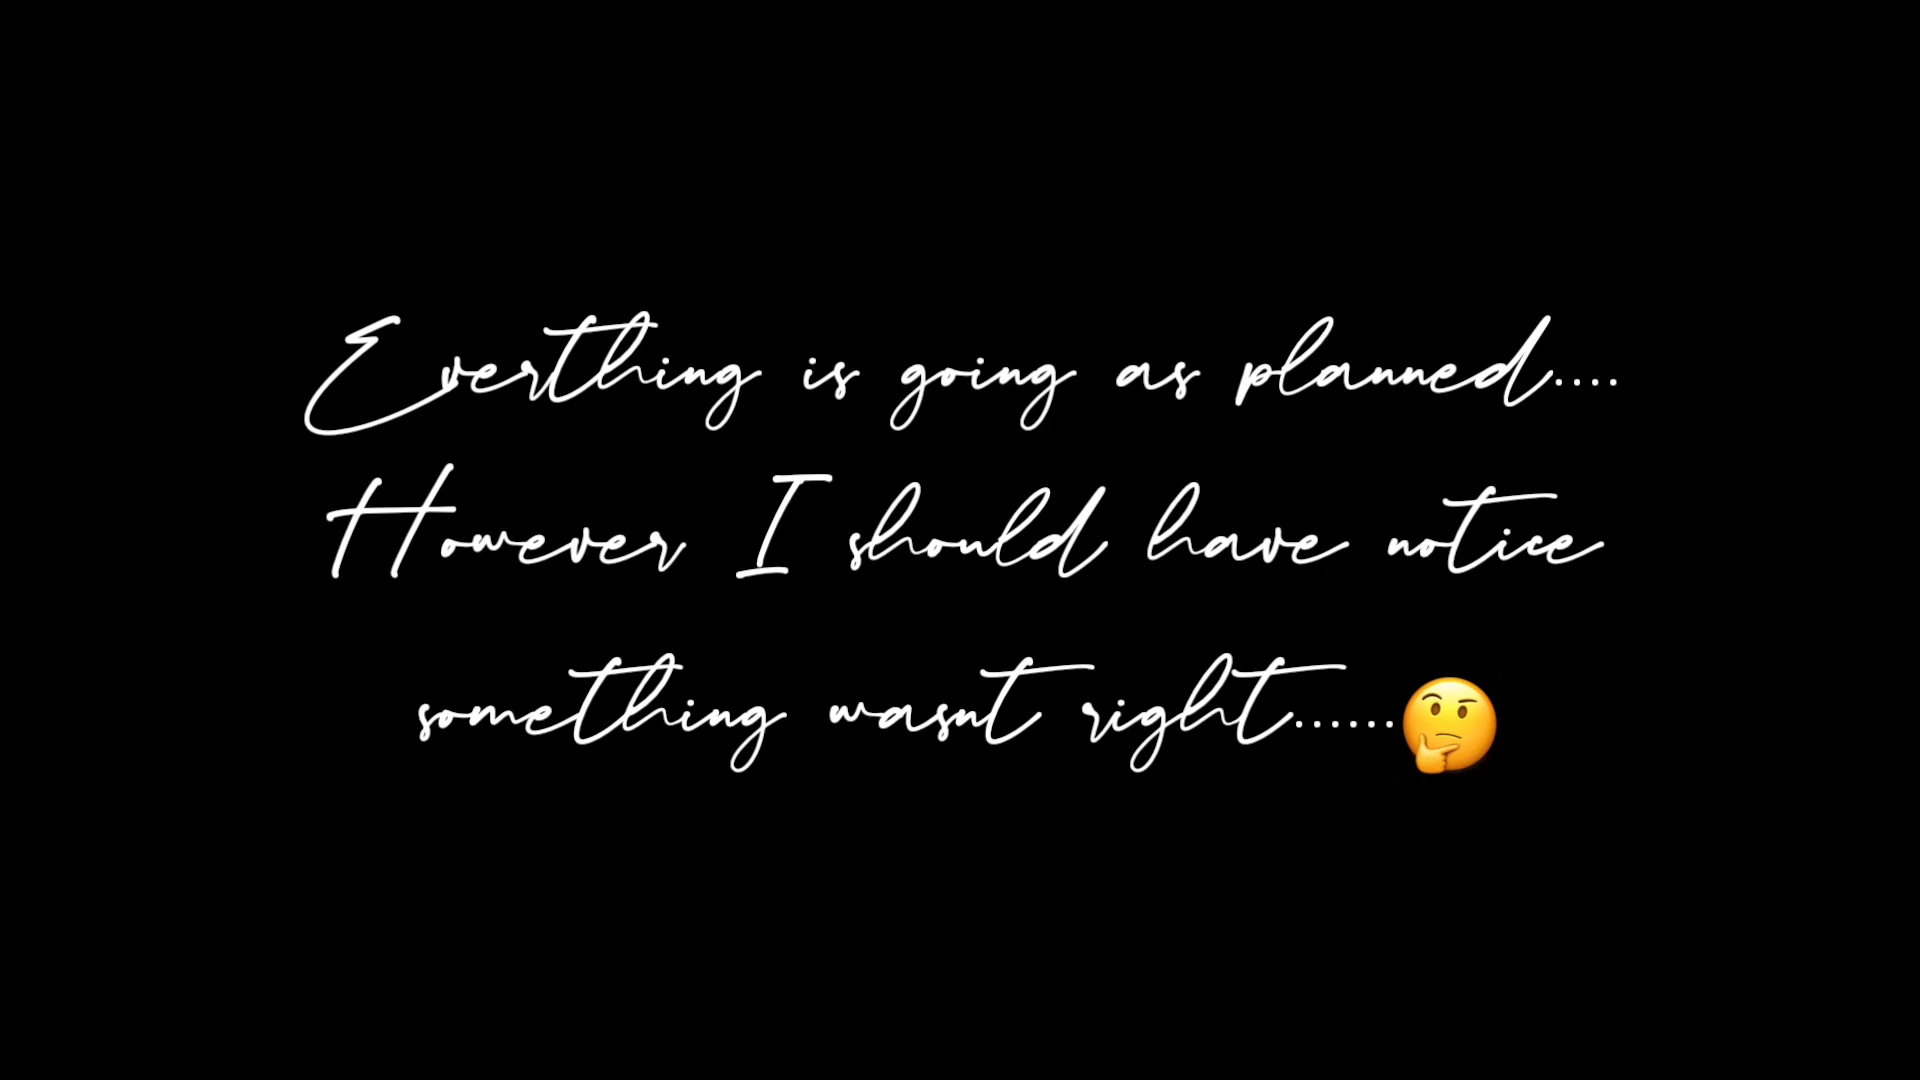 Everthing is going as planned....
However I should have notice
something wasnt right......🤔